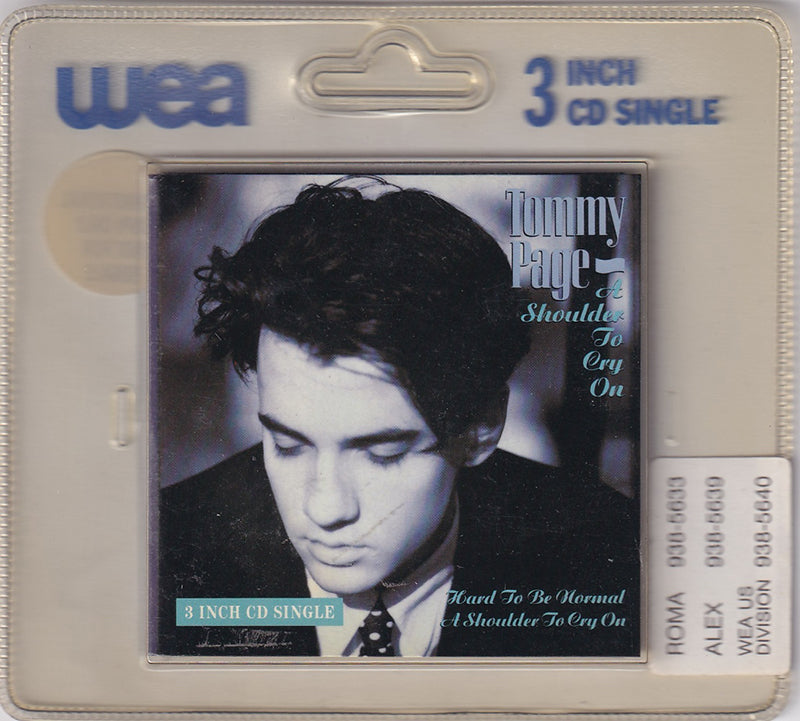 wea
3 INCH
CD SINGLE
Tommy
Page
A
Shoulder
To
Cry
On
3 INCH CD SINGLE
Hard To Be Normal
A Shoulder To Cry On
ROMA 938-5633
ALEX 938-5639
WEA US
DIVISION 938-5640